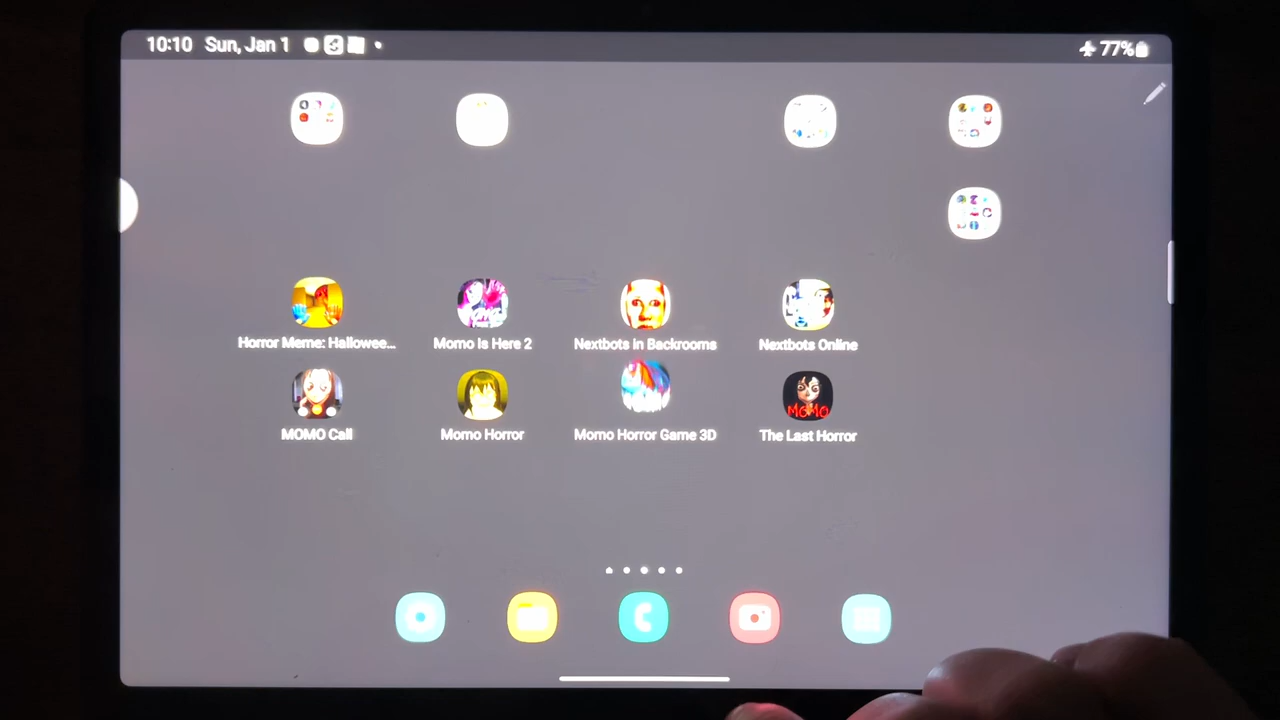 10:10 Sun, Jan 1
77%
Horror Meme: Hallowee...
Momo Is Here 2
Nextbots in Backrooms
Nextbots Online
MOMO Call
Momo Horror
Momo Horror Game 3D
MOMO
The Last Horror